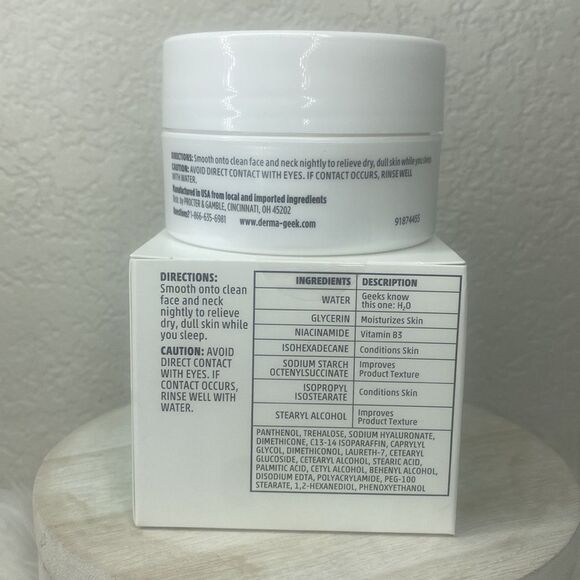 DIRECTIONS: Smooth onto clean face and neck nightly to relieve dry, dull skin while you sleep.
CAUTION: AVOID DIRECT CONTACT WITH EYES. IF CONTACT OCCURS, RINSE WELL
WITH WATER.
Manufactured in USA from local and imported ingredients
Dist. by PROCTER & GAMBLE, CINCINNATI, OH 45202
Questions? 1-866-635-6981 www.derma-geek.com 91874455
DIRECTIONS:
Smooth onto clean
face and neck
nightly to relieve
dry, dull skin while
you sleep.
CAUTION: AVOID
DIRECT CONTACT
WITH EYES. IF
CONTACT OCCURS,
RINSE WELL WITH
WATER.
INGREDIENTS DESCRIPTION
WATER Geeks know
this one: H₂O
GLYCERIN Moisturizes Skin
NIACINAMIDE Vitamin B3
ISOHEXADECANE Conditions Skin
SODIUM STARCH Improves
OCTENYLSUCCINATE Product Texture
ISOPROPYL
ISOSTEARATE Conditions Skin
STEARYL ALCOHOL Improves
Product Texture
PANTHENOL, TREHALOSE, SODIUM HYALURONATE,
DIMETHICONE, C13-14 ISOPARAFFIN, CAPRYLYL
GLYCOL, DIMETHICONOL, LAURETH-7, CETEARYL
GLUCOSIDE, CETEARYL ALCOHOL, STEARIC ACID,
PALMITIC ACID, CETYL ALCOHOL, BEHENYL ALCOHOL,
DISODIUM EDTA, POLYACRYLAMIDE, PEG-100
STEARATE, 1,2-HEXANEDIOL, PHENOXYETHANOL